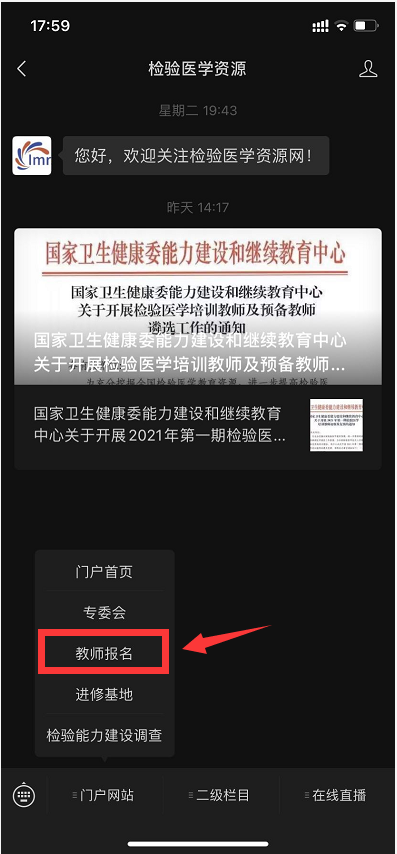 17:59
检验医学资源
星期二 19:43
lmr
您好，欢迎关注检验医学资源网！
昨天 14:17
国家卫生健康委能力建设和继续教育中心
国家卫生健康委能力建设和继续教育中心
关于开展检验医学培训教师及预备教师
遴选工作的通知
国家卫生健康委能力建设和继续教育中心
关于开展检验医学培训教师及预备教师...
为充分挖掘全国检验医学教育资源，进一步提高检验医
国家卫生健康委能力建设和继续教育
中心关于开展2021年第一期检验医...
门户首页
专委会
教师报名
进修基地
检验能力建设调查
门户网站
二级栏目
在线直播